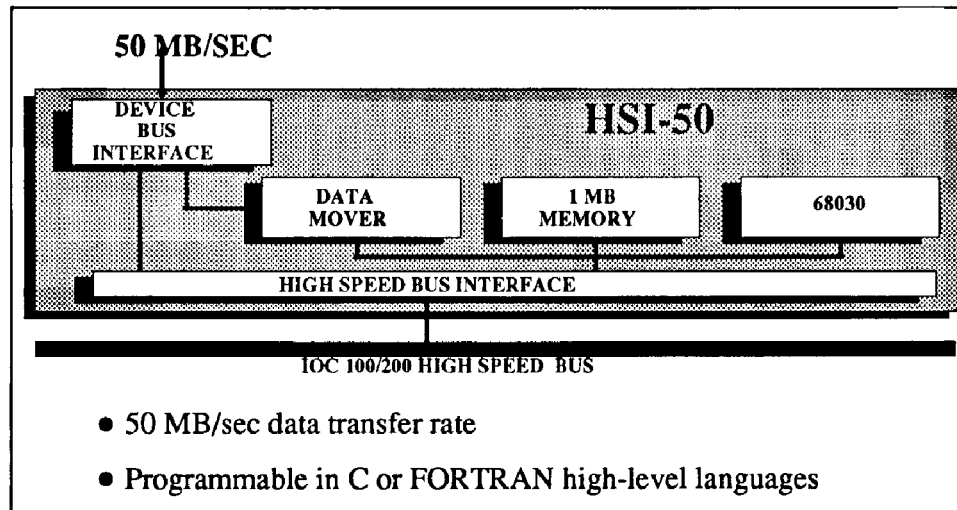 50 MB/SEC
HSI-50
DEVICE
BUS
INTERFACE
DATA
MOVER
1 MB
MEMORY
68030
HIGH SPEED BUS INTERFACE
IOC 100/200 HIGH SPEED BUS
● 50 MB/sec data transfer rate
● Programmable in C or FORTRAN high-level languages